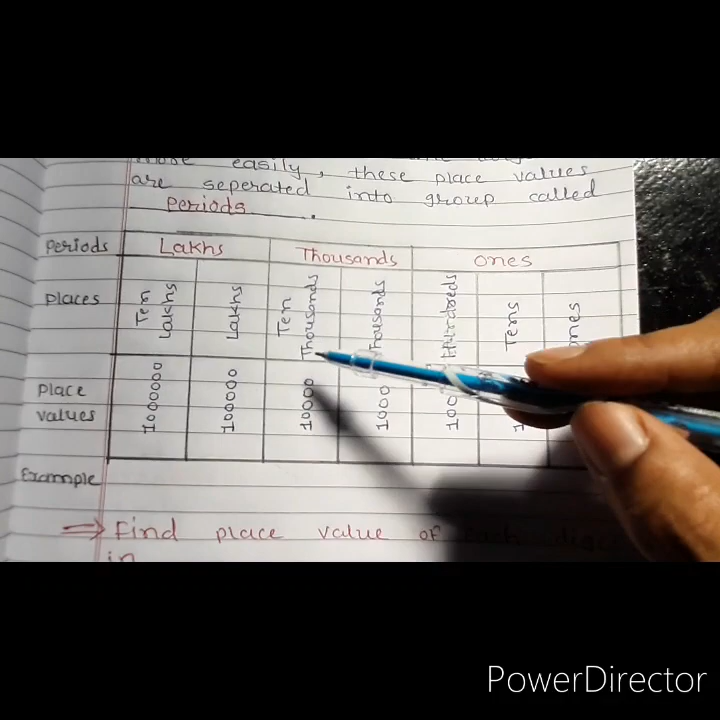 easily, these place values
are seperated into group called
Periods.
Periods Lakhs Thousands Ones
Places Ten Lakhs Lakhs Ten Thousands Thousands Hundreds Tens
Place values 1000000 100000 10000 1000
Example
⇒ Find place value of
in
PowerDirector